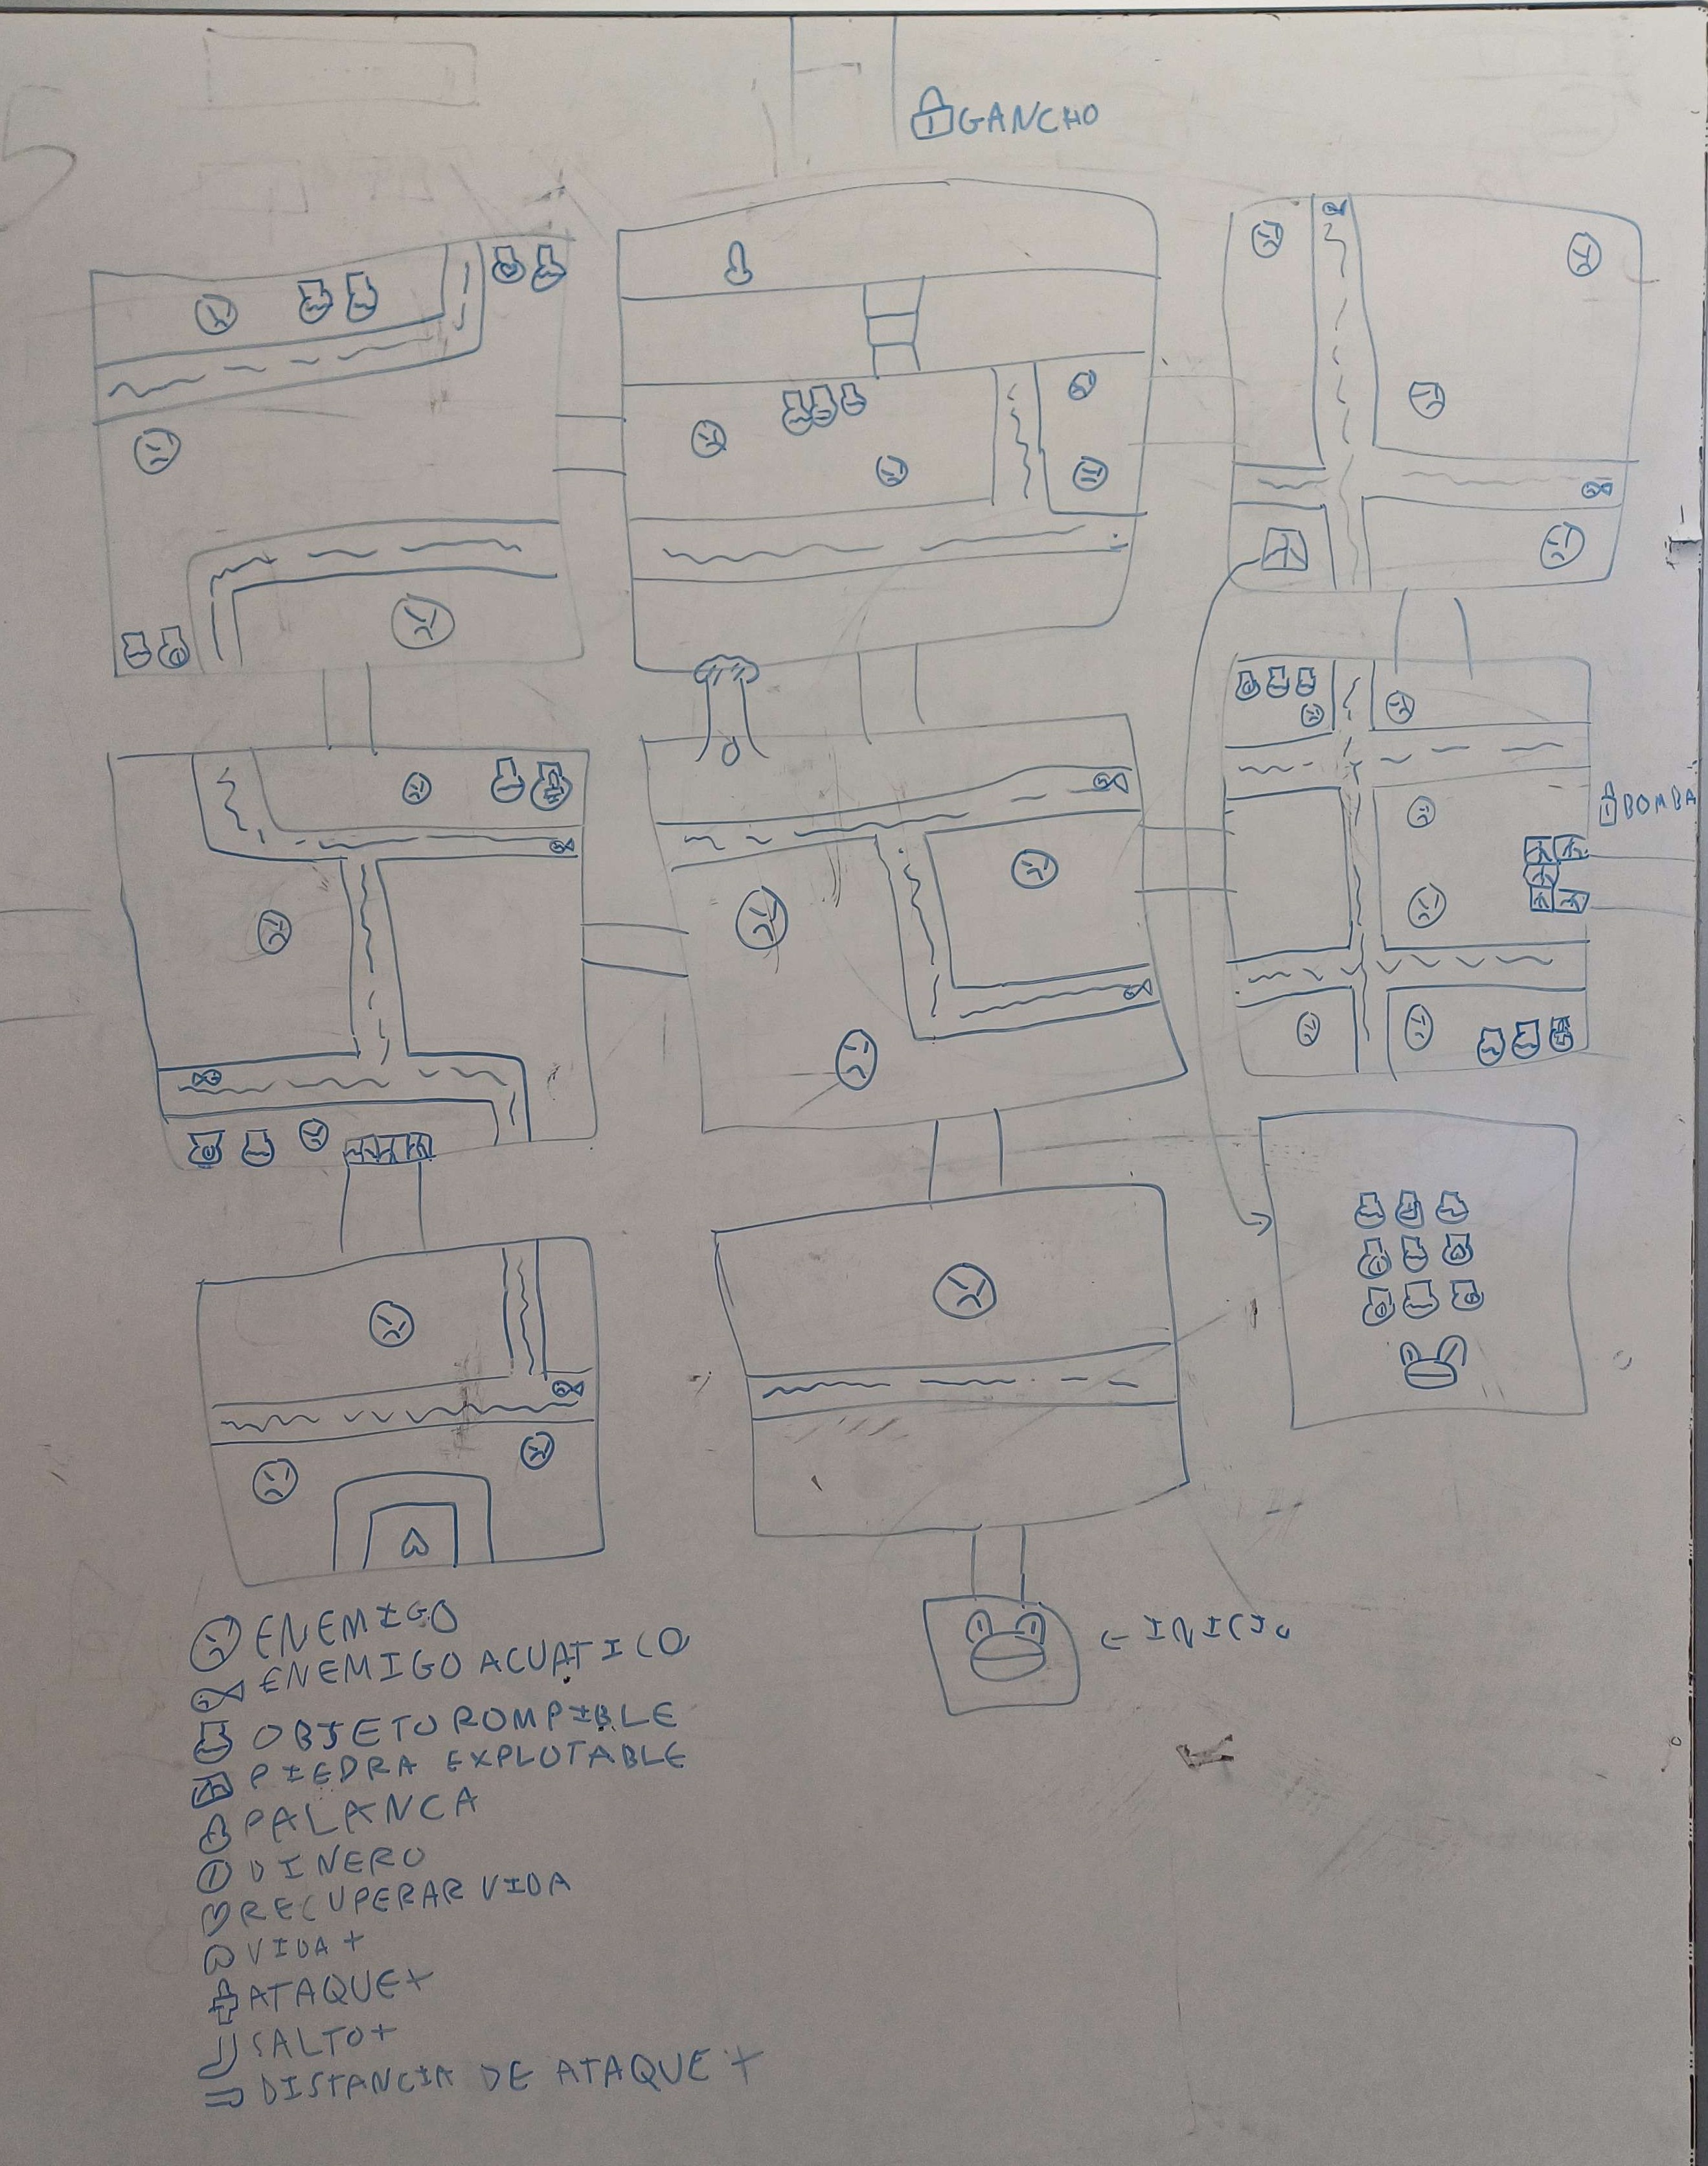 GANCHO
BOMBA
← INICIO
ENEMIGO
ENEMIGO ACUATICO
OBJETO ROMPIBLE
PIEDRA EXPLOTABLE
PALANCA
DINERO
RECUPERAR VIDA
VIDA +
ATAQUE+
SALTO+
DISTANCIA DE ATAQUE +